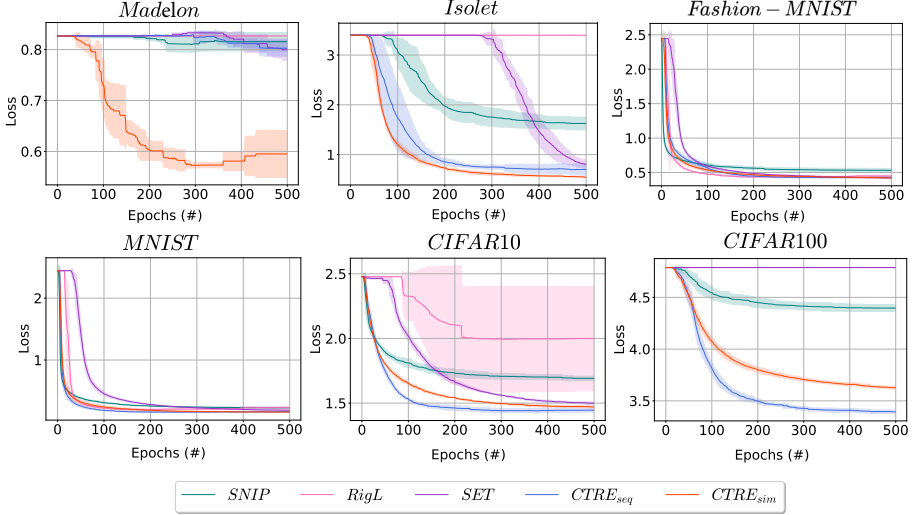 Madelon
Isolet
Fashion − MNIST
Loss
0.8
0.7
0.6
0 100 200 300 400 500
Epochs (#)
Loss
3
2
1
0 100 200 300 400 500
Epochs (#)
Loss
2.5
2.0
1.5
1.0
0.5
0 100 200 300 400 500
Epochs (#)
MNIST
CIFAR10
CIFAR100
Loss
2
1
0 100 200 300 400 500
Epochs (#)
Loss
2.5
2.0
1.5
0 100 200 300 400 500
Epochs (#)
Loss
4.5
4.0
3.5
0 100 200 300 400 500
Epochs (#)
SNIP RigL SET CTREseq CTREsim